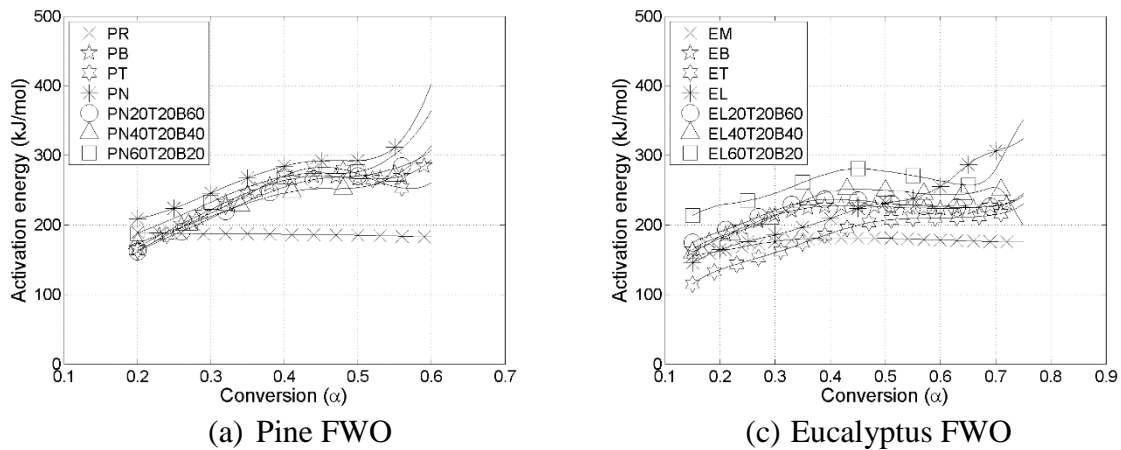 500
400
300
200
100
0
Activation energy (kJ/mol)
PR
PB
PT
PN
PN20T20B60
PN40T20B40
PN60T20B20
0.1 0.2 0.3 0.4 0.5 0.6 0.7
Conversion (α)
(a) Pine FWO
500
400
300
200
100
0
Activation energy (kJ/mol)
EM
EB
ET
EL
EL20T20B60
EL40T20B40
EL60T20B20
0.1 0.2 0.3 0.4 0.5 0.6 0.7 0.8 0.9
Conversion (α)
(c) Eucalyptus FWO